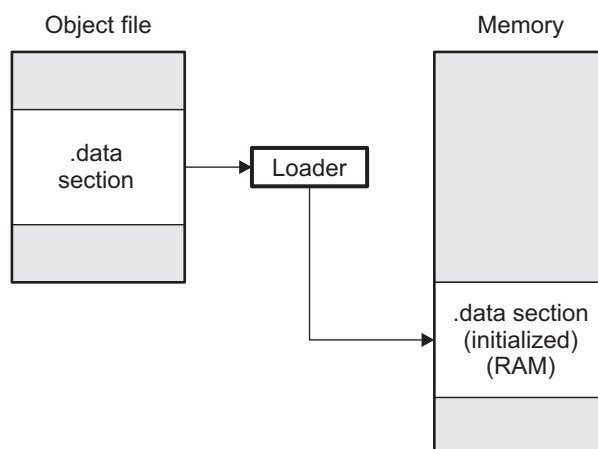 Object file
Memory
.data
section
Loader
.data section
(initialized)
(RAM)